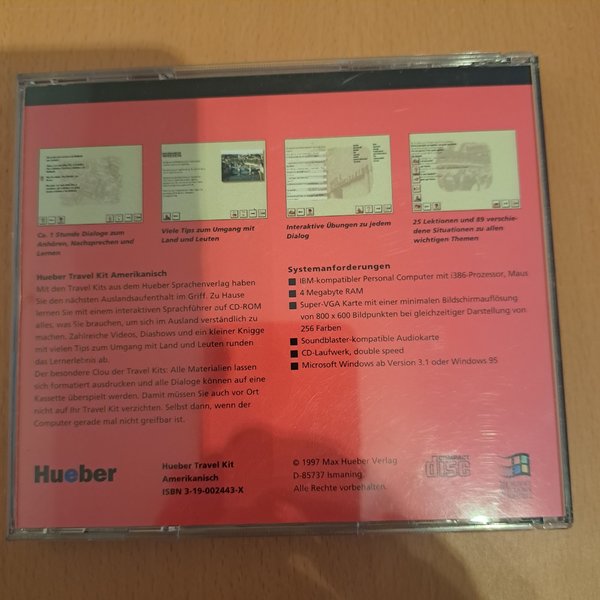 Ca. 1 Stunde Dialoge zum
Anhören, Nachsprechen und
Lernen
Viele Tips zum Umgang mit
Land und Leuten
Interaktive Übungen zu jedem
Dialog
25 Lektionen und 89 verschie-
dene Situationen zu allen
wichtigen Themen
Hueber Travel Kit Amerikanisch
Mit den Travel Kits aus dem Hueber Sprachenverlag haben
Sie den nächsten Auslandsaufenthalt im Griff. Zu Hause
lernen Sie mit einem interaktiven Sprachführer auf CD-ROM
alles, was Sie brauchen, um sich im Ausland verständlich zu
machen. Zahlreiche Videos, Diashows und ein kleiner Knigge
mit vielen Tips zum Umgang mit Land und Leuten runden
das Lernerlebnis ab.
Der besondere Clou der Travel Kits: Alle Materialien lassen
sich formatiert ausdrucken und alle Dialoge können auf eine
Kassette überspielt werden. Damit müssen Sie auch vor Ort
nicht auf Ihr Travel Kit verzichten. Selbst dann, wenn der
Computer gerade mal nicht greifbar ist.
Systemanforderungen
IBM-kompatibler Personal Computer mit i386-Prozessor, Maus
4 Megabyte RAM
Super-VGA Karte mit einer minimalen Bildschirmauflösung
von 800 x 600 Bildpunkten bei gleichzeitiger Darstellung von
256 Farben
Soundblaster-kompatible Audiokarte
CD-Laufwerk, double speed
Microsoft Windows ab Version 3.1 oder Windows 95
Hueber
Hueber Travel Kit
Amerikanisch
ISBN 3-19-002443-X
© 1997 Max Hueber Verlag
D-85737 Ismaning
Alle Rechte vorbehalten.
COMPACT
disc